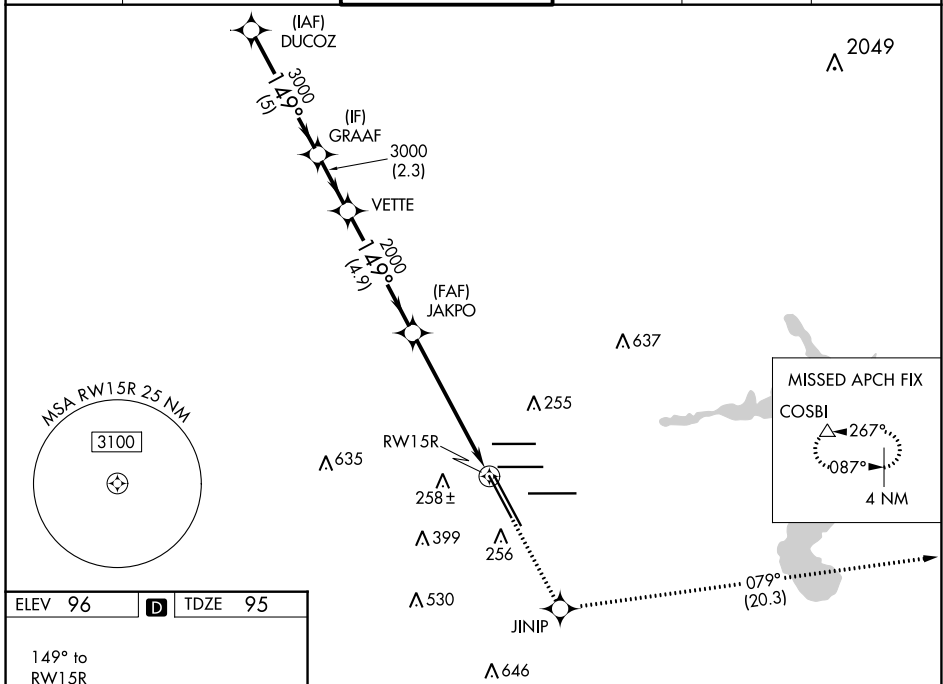 (IAF)
DUCOZ
2049
3000
149°
(5)
(IF)
GRAAF
3000
(2.3)
VETTE
2000
149°
(4.9)
(FAF)
JAKPO
637
MISSED APCH FIX
COSBI
267°
087°
4 NM
MSA RW15R 25 NM
3100
255
RW15R
635
258±
399
256
530
079°
(20.3)
JINIP
646
ELEV 96 D TDZE 95
149° to
RW15R